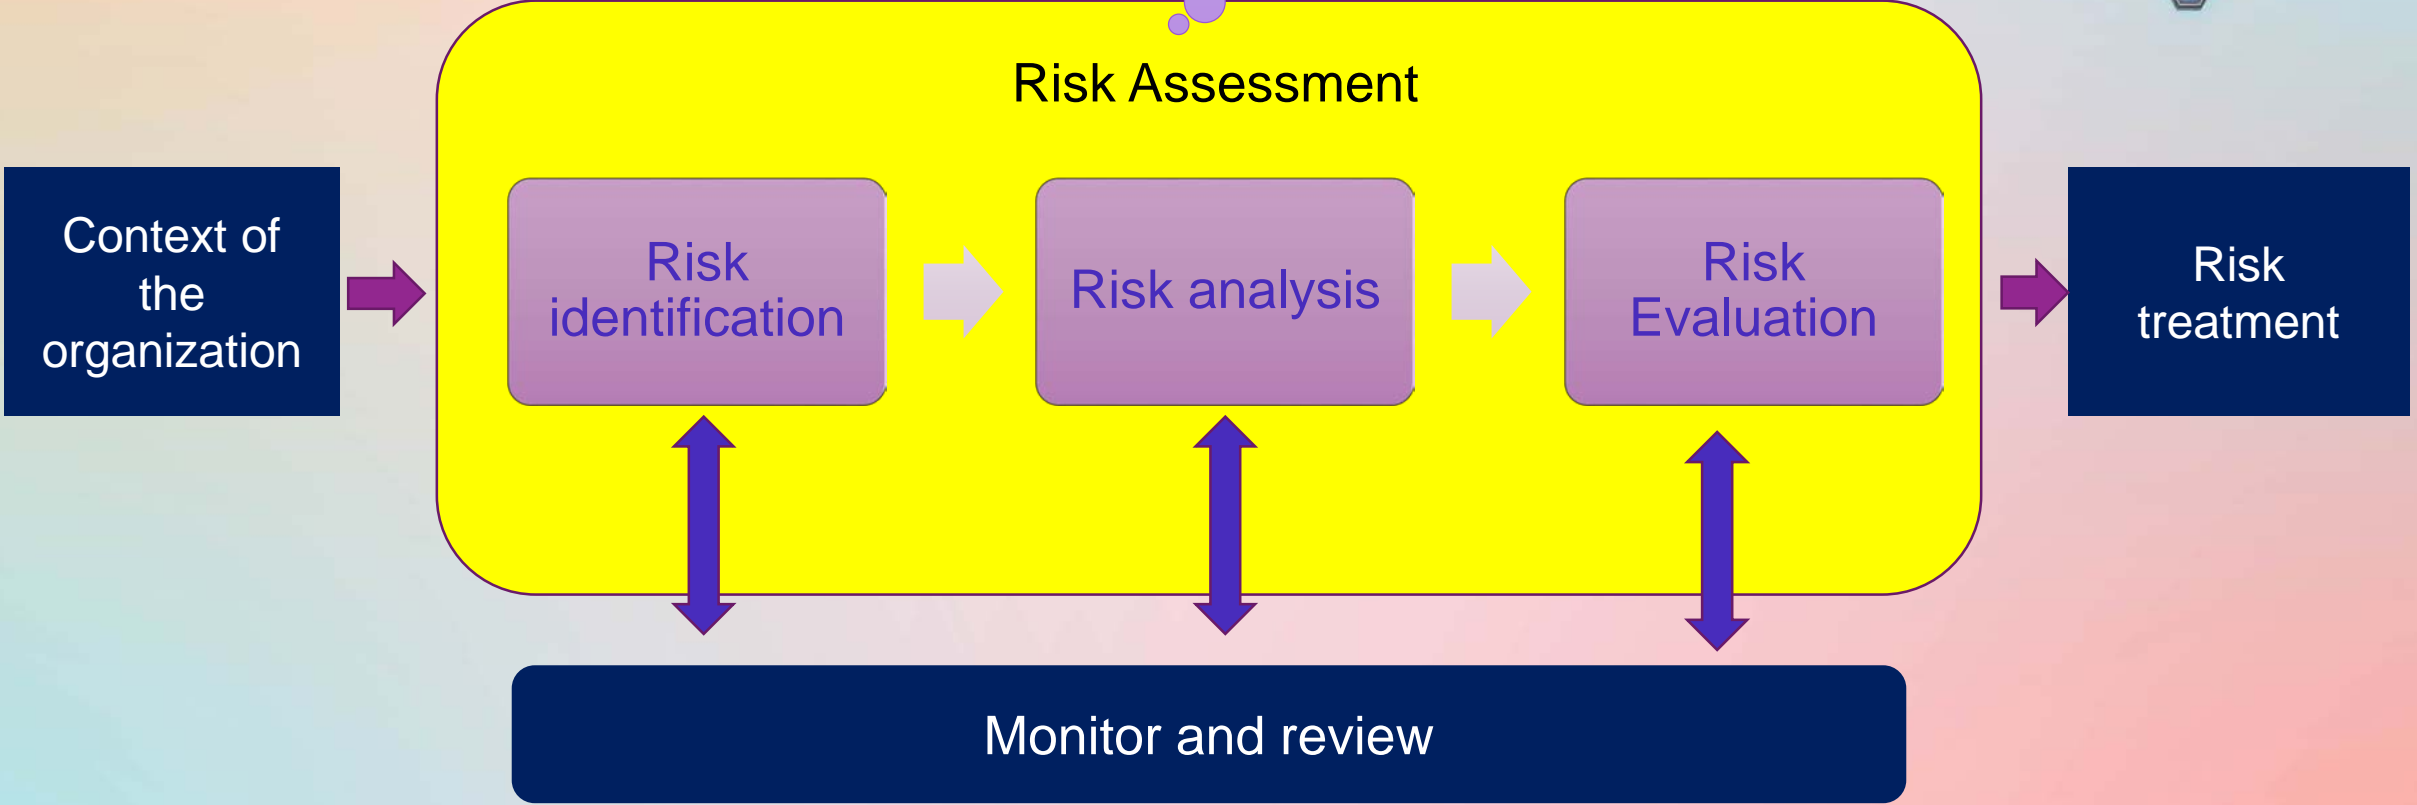 Risk Assessment
Context of
the
organization
Risk
identification
Risk analysis
Risk
Evaluation
Risk
treatment
Monitor and review